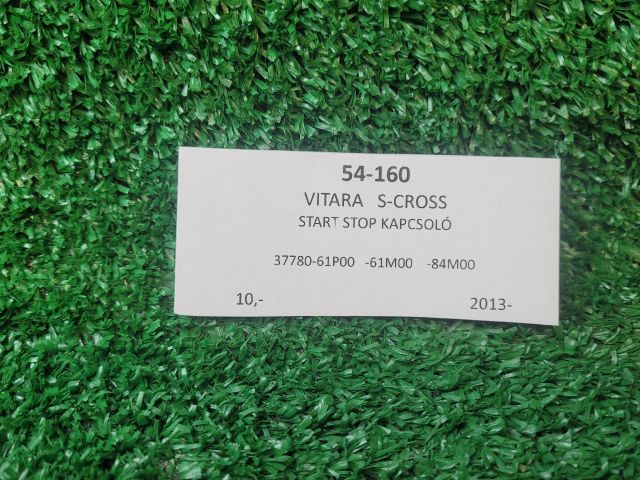 54-160
VITARA S-CROSS
START STOP KAPCSOLÓ
37780-61P00 -61M00 -84M00
10,- 2013-